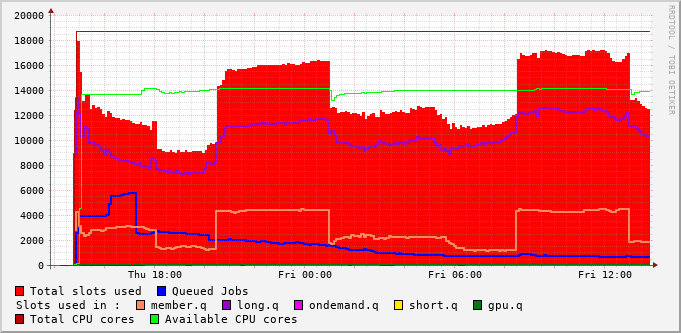 20000
18000
16000
14000
12000
10000
8000
6000
4000
2000
0
Thu 18:00 Fri 00:00 Fri 06:00 Fri 12:00
Total slots used Queued Jobs
Slots used in : member.q long.q ondemand.q short.q gpu.q
Total CPU cores Available CPU cores
RRDTOOL / TOBI OETIKER